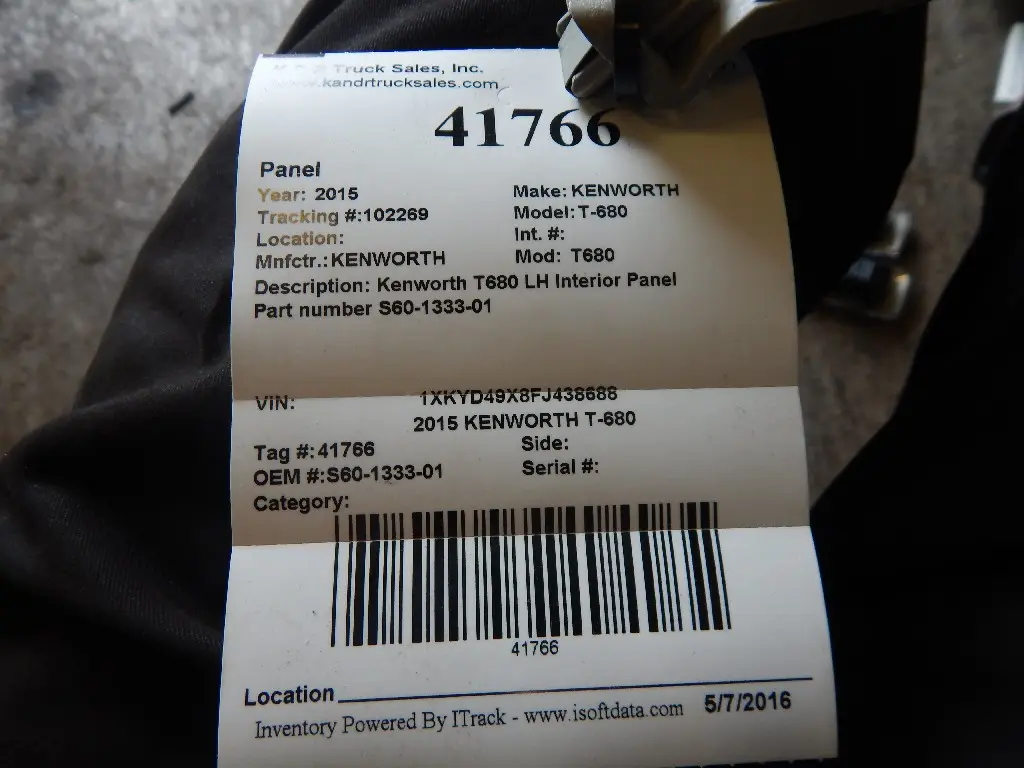 Truck Sales, Inc.
.kandrtrucksales.com
41766
Panel
Year: 2015 Make: KENWORTH
Tracking #:102269 Model: T-680
Location: Int. #:
Mnfctr.: KENWORTH Mod: T680
Description: Kenworth T680 LH Interior Panel
Part number S60-1333-01
VIN: 1XKYD49X8FJ438688
2015 KENWORTH T-680
Tag #: 41766 Side:
OEM #:S60-1333-01 Serial #:
Category:
41766
Location
Inventory Powered By ITrack - www.isoftdata.com 5/7/2016